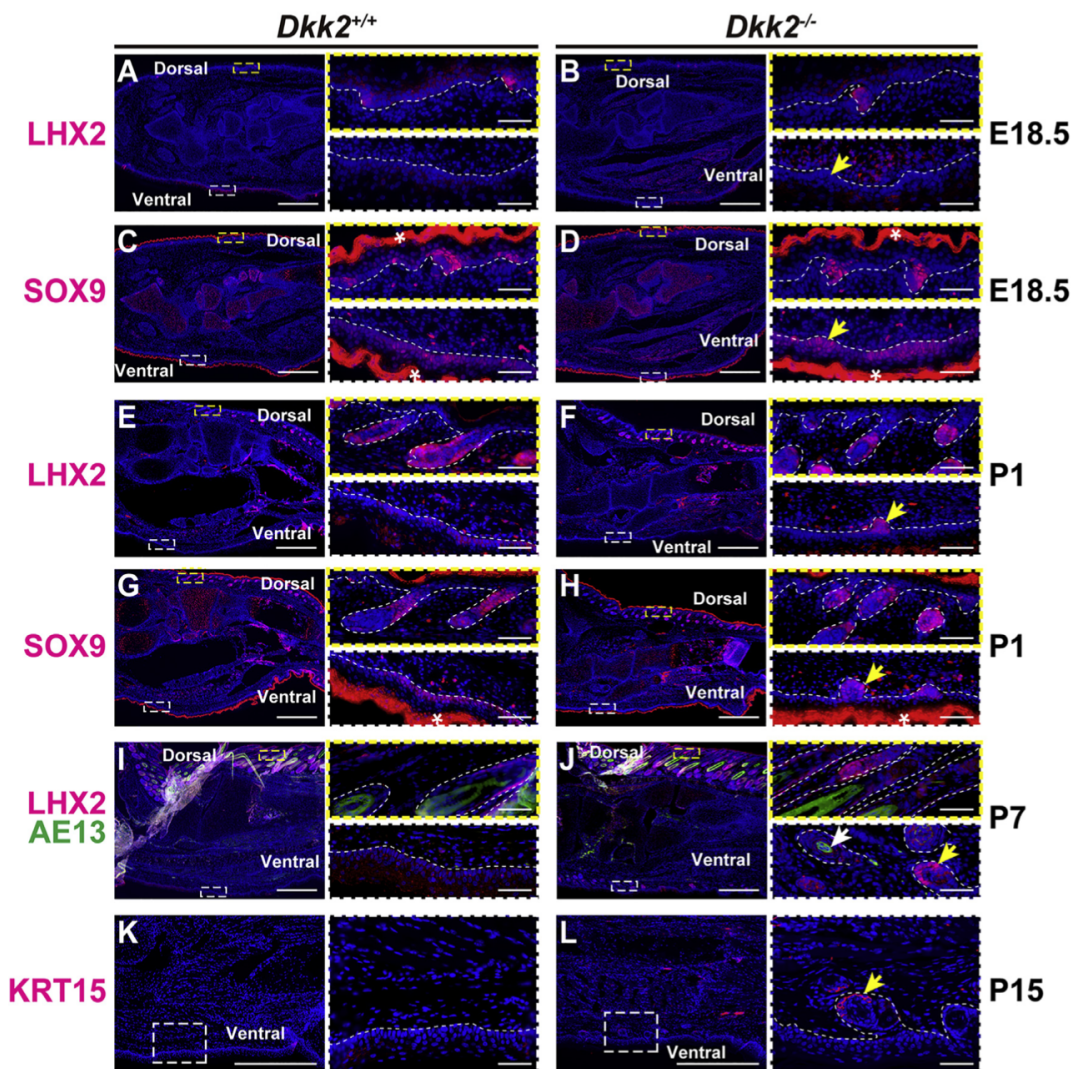 Dkk2+/+ Dkk2-/-
A Dorsal B Dorsal
LHX2 E18.5
Ventral Ventral
C Dorsal D Dorsal
SOX9 E18.5
Ventral * * Ventral * *
E Dorsal F Dorsal
LHX2 P1
Ventral Ventral
G Dorsal H Dorsal
SOX9 P1
Ventral * Ventral *
I Dorsal J Dorsal
LHX2 P7
AE13
Ventral Ventral
K L
KRT15 P15
Ventral Ventral